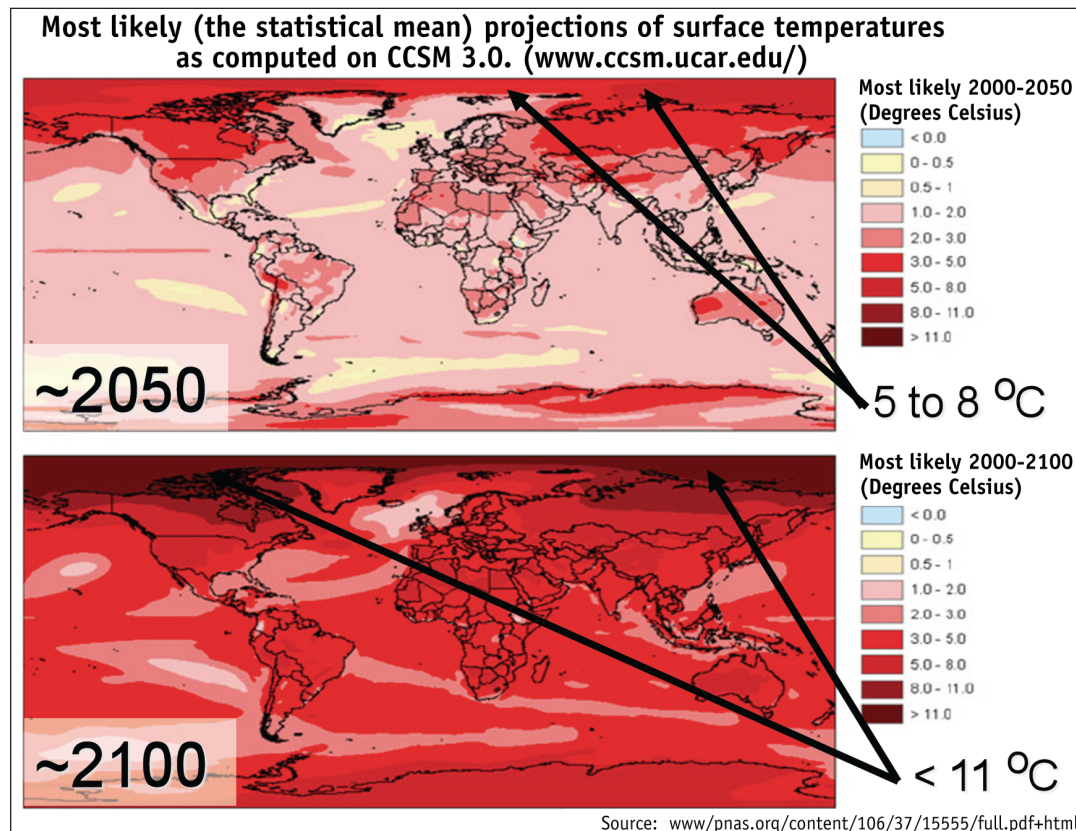 Most likely (the statistical mean) projections of surface temperatures
as computed on CCSM 3.0. (www.ccsm.ucar.edu/)
Most likely 2000-2050
(Degrees Celsius)
< 0.0
0 - 0.5
0.5 - 1
1.0 - 2.0
2.0 - 3.0
3.0 - 5.0
5.0 - 8.0
8.0 - 11.0
> 11.0
~2050
5 to 8 °C
Most likely 2000-2100
(Degrees Celsius)
< 0.0
0 - 0.5
0.5 - 1
1.0 - 2.0
2.0 - 3.0
3.0 - 5.0
5.0 - 8.0
8.0 - 11.0
> 11.0
~2100
< 11 °C
Source: www/pnas.org/content/106/37/15555/full.pdf+html